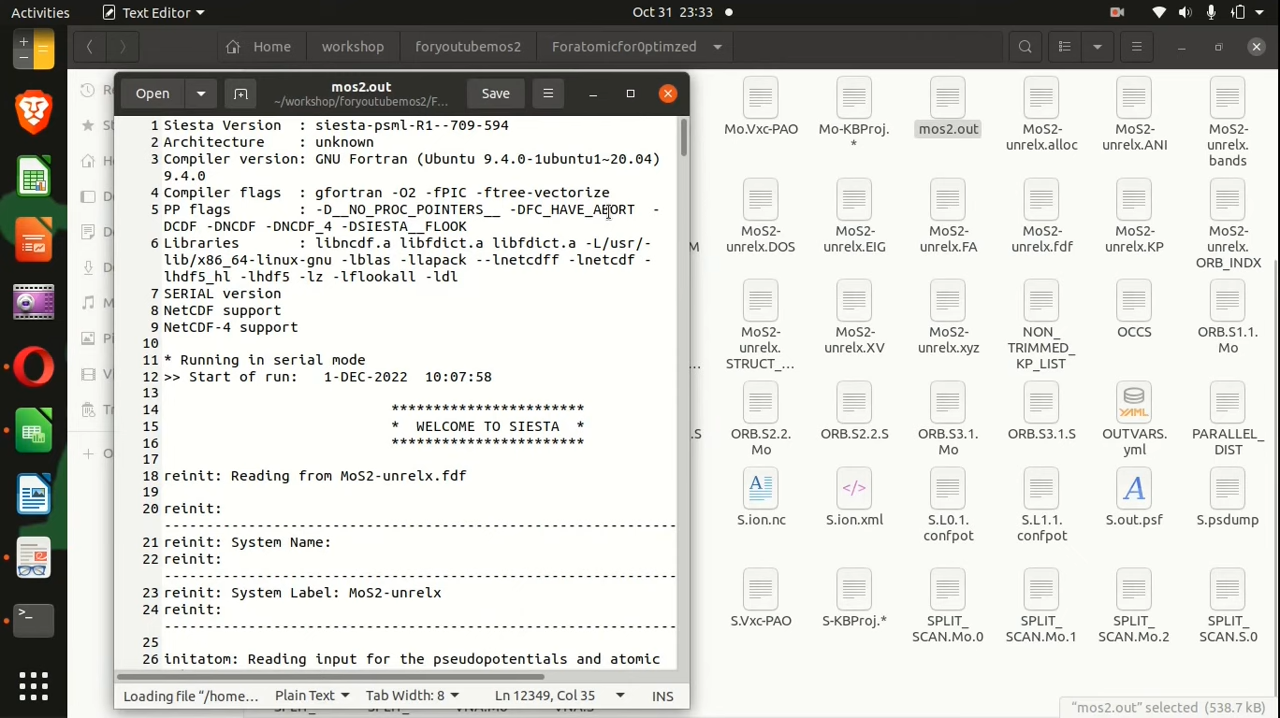 Activities
Text Editor
Oct 31 23:33
Home
workshop
foryoutubemos2
Foratomicfor0ptimzed
Open
mos2.out
~/workshop/foryoutubemos2/F...
Save
1 Siesta Version : siesta-psml-R1--709-594
2 Architecture : unknown
3 Compiler version: GNU Fortran (Ubuntu 9.4.0-1ubuntu1~20.04)
9.4.0
4 Compiler flags : gfortran -O2 -fPIC -ftree-vectorize
5 PP flags : -D__NO_PROC_POINTERS__ -DFC_HAVE_ABORT -
DCDF -DNCDF -DNCDF_4 -DSIESTA__FLOOK
6 Libraries : libncdf.a libfdict.a libfdict.a -L/usr/-
lib/x86_64-linux-gnu -lblas -llapack --lnetcdff -lnetcdf -
lhdf5_hl -lhdf5 -lz -lflookall -ldl
7 SERIAL version
8 NetCDF support
9 NetCDF-4 support
10
11 * Running in serial mode
12 >> Start of run: 1-DEC-2022 10:07:58
13
14 ***********************
15 * WELCOME TO SIESTA *
16 ***********************
17
18 reinit: Reading from MoS2-unrelx.fdf
19
20 reinit:
-------------------------------------------------------------
21 reinit: System Name:
22 reinit:
-------------------------------------------------------------
23 reinit: System Label: MoS2-unrelx
24 reinit:
-------------------------------------------------------------
25
26 initatom: Reading input for the pseudopotentials and atomic
Loading file “/home...
Plain Text
Tab Width: 8
Ln 12349, Col 35
INS
Mo.Vxc-PAO
Mo-KBProj.
*
mos2.out
MoS2-
unrelx.alloc
MoS2-
unrelx.ANI
MoS2-
unrelx.
bands
MoS2-
unrelx.DOS
MoS2-
unrelx.EIG
MoS2-
unrelx.FA
MoS2-
unrelx.fdf
MoS2-
unrelx.KP
MoS2-
unrelx.
ORB_INDX
MoS2-
unrelx.
STRUCT_...
MoS2-
unrelx.XV
MoS2-
unrelx.xyz
NON_
TRIMMED_
KP_LIST
OCCS
ORB.S1.1.
Mo
ORB.S2.2.
Mo
ORB.S2.2.S
ORB.S3.1.
Mo
ORB.S3.1.S
OUTVARS.
yml
PARALLEL_
DIST
S.ion.nc
S.ion.xml
S.L0.1.
confpot
S.L1.1.
confpot
S.out.psf
S.psdump
S.Vxc-PAO
S-KBProj.*
SPLIT_
SCAN.Mo.0
SPLIT_
SCAN.Mo.1
SPLIT_
SCAN.Mo.2
SPLIT_
SCAN.S.0
“mos2.out” selected (538.7 kB)